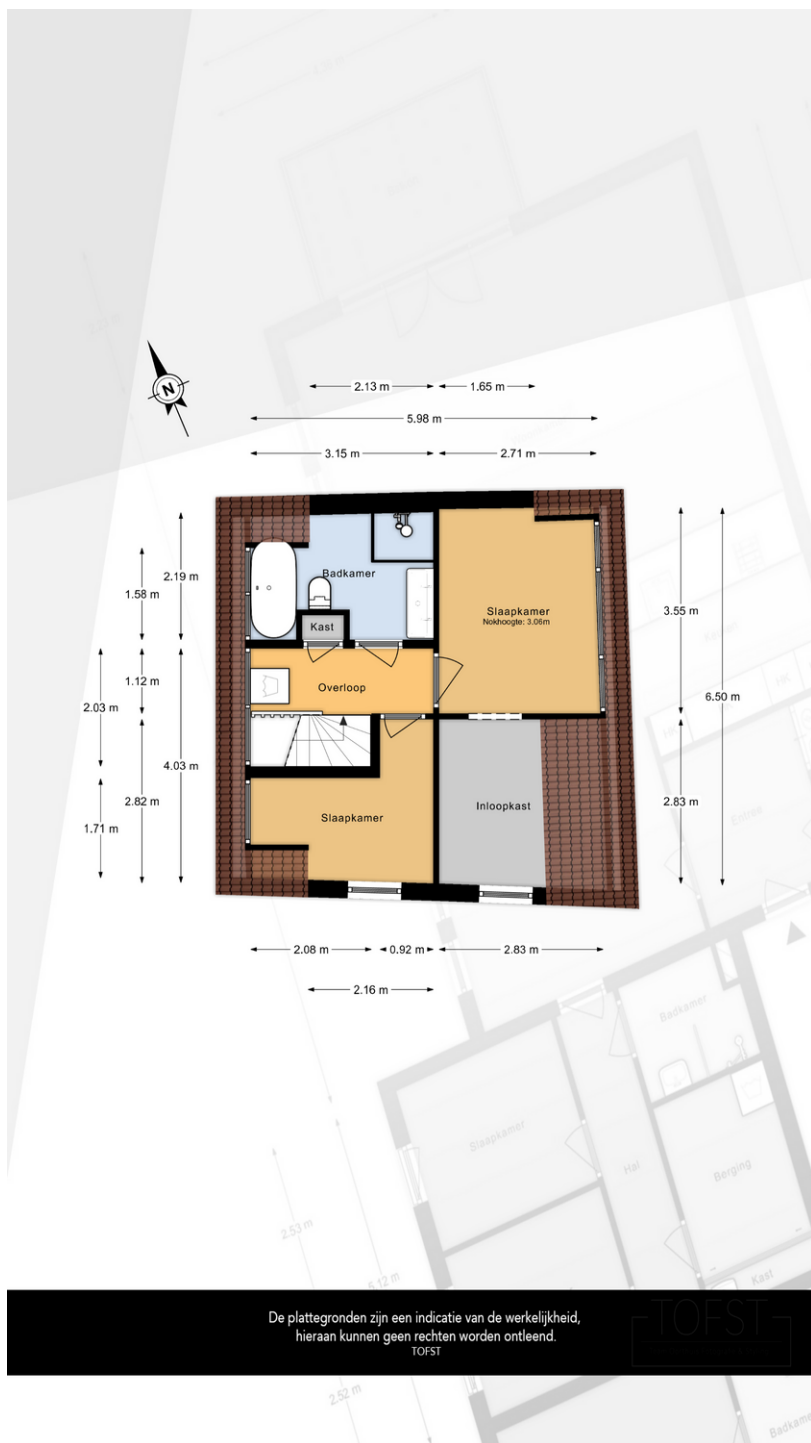 N
2.13 m
1.65 m
5.98 m
3.15 m
2.71 m
2.19 m
1.58 m
1.12 m
2.03 m
4.03 m
2.82 m
1.71 m
Badkamer
Kast
Overloop
Slaapkamer
Nokhoogte: 3.06m
Slaapkamer
Inloopkast
3.55 m
6.50 m
2.83 m
2.08 m
0.92 m
2.83 m
2.16 m
Entree
Badkamer
Slaapkamer
Hal
Berging
2.53 m
5.12 m
Kast
De plattegronden zijn een indicatie van de werkelijkheid,
hieraan kunnen geen rechten worden ontleend.
TOFST
TOFST
2.52 m
Badkamer